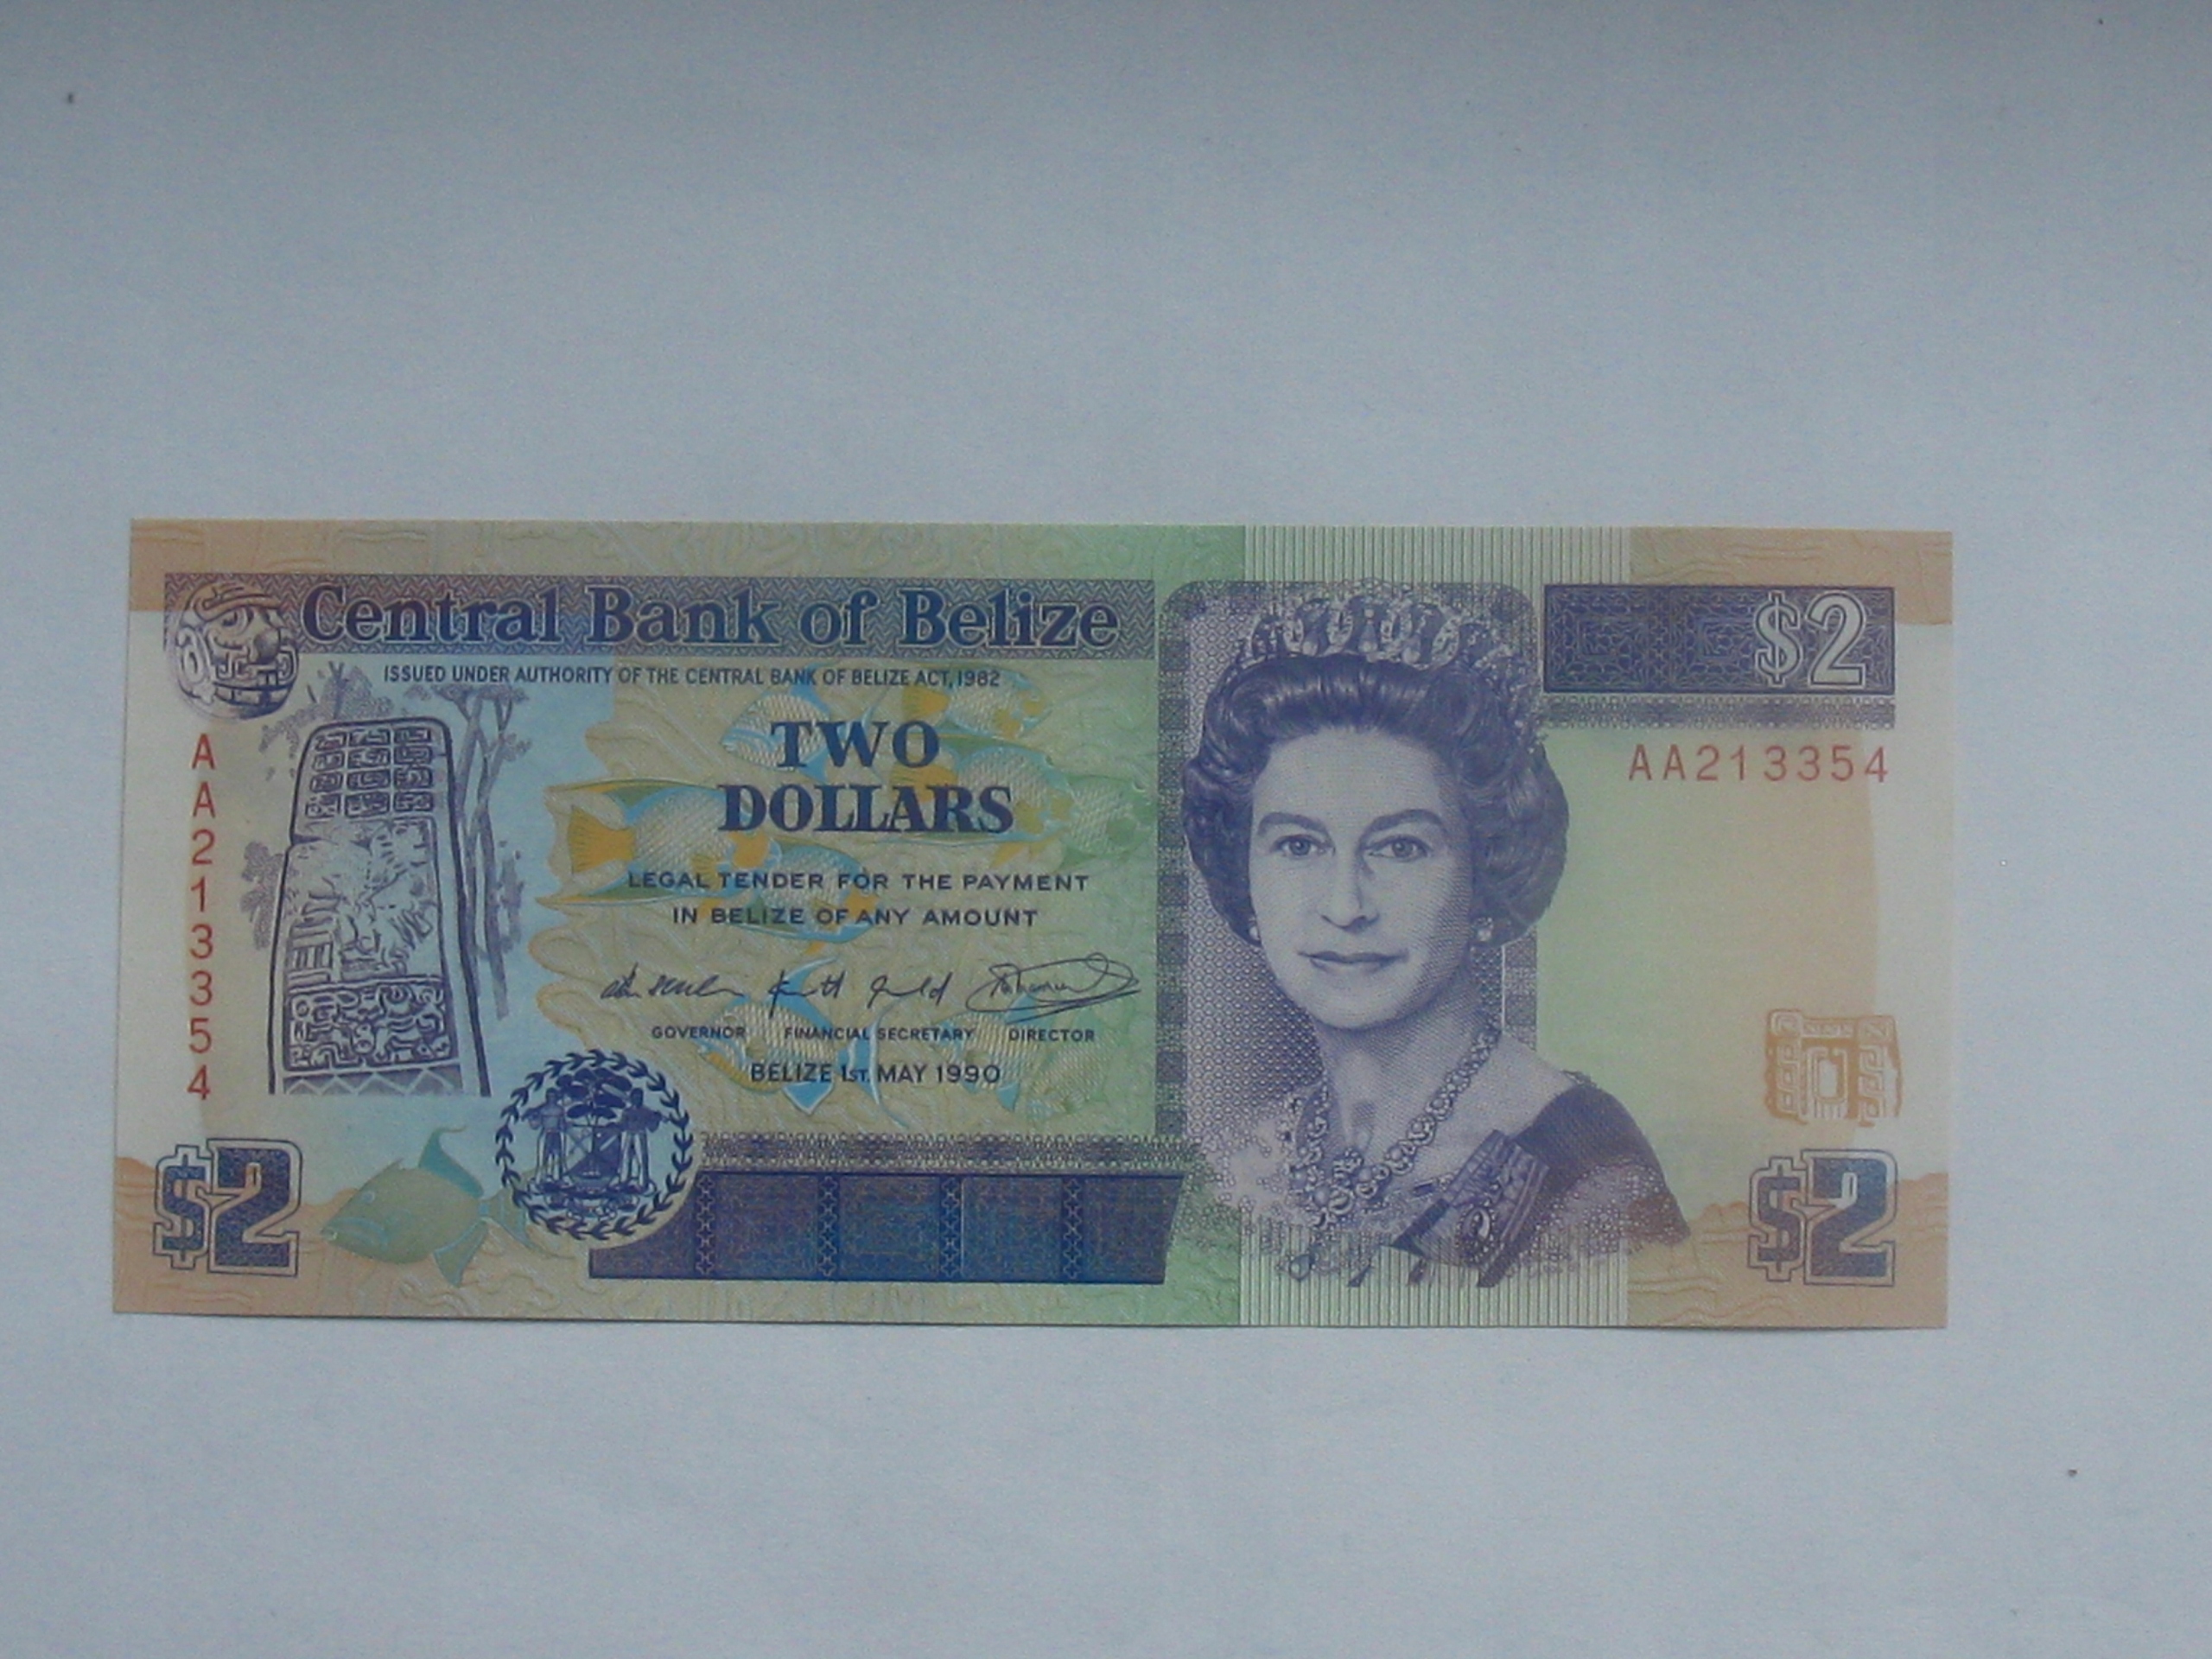 Central Bank of Belize
$2
ISSUED UNDER AUTHORITY OF THE CENTRAL BANK OF BELIZE ACT, 1982
TWO
DOLLARS
AA213354
AA213354
LEGAL TENDER FOR THE PAYMENT
IN BELIZE OF ANY AMOUNT
GOVERNOR FINANCIAL SECRETARY DIRECTOR
BELIZE 1ST. MAY 1990
$2
$2